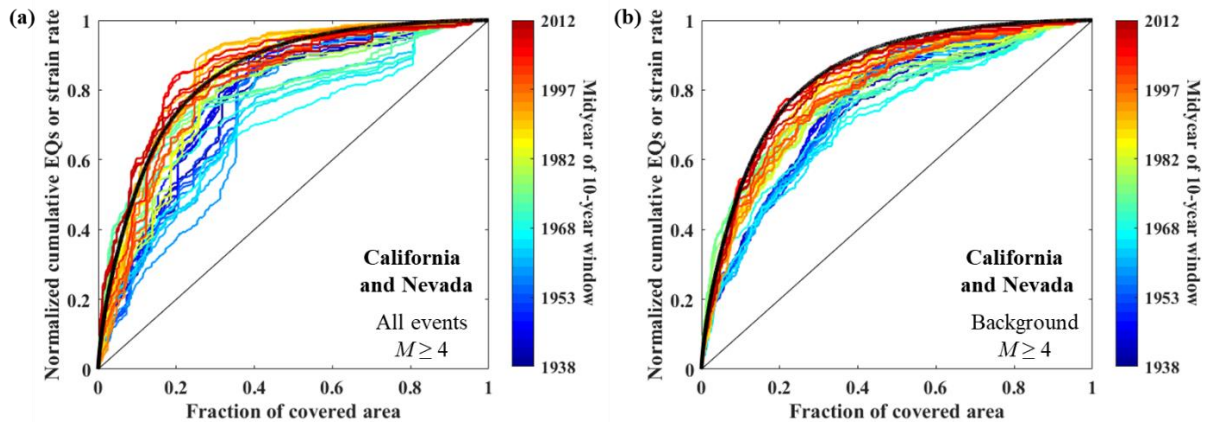 (a)
Normalized cumulative EQs or strain rate
1
0.8
0.6
0.4
0.2
0
0
0.2
0.4
0.6
0.8
1
Fraction of covered area
California
and Nevada
All events
M ≥ 4
2012
1997
1982
1968
1953
1938
Midyear of 10-year window
(b)
Normalized cumulative EQs or strain rate
1
0.8
0.6
0.4
0.2
0
0
0.2
0.4
0.6
0.8
1
Fraction of covered area
California
and Nevada
Background
M ≥ 4
2012
1997
1982
1968
1953
1938
Midyear of 10-year window